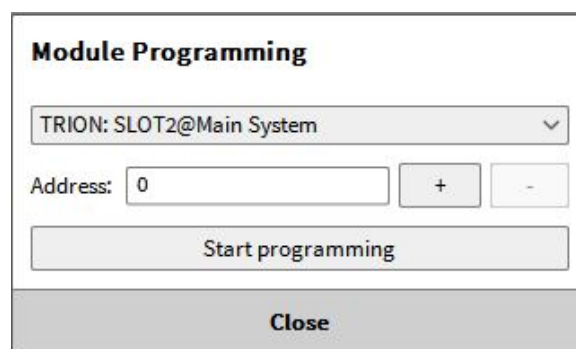 Module Programming
TRION: SLOT2@Main System
Address: 0 + -
Start programming
Close